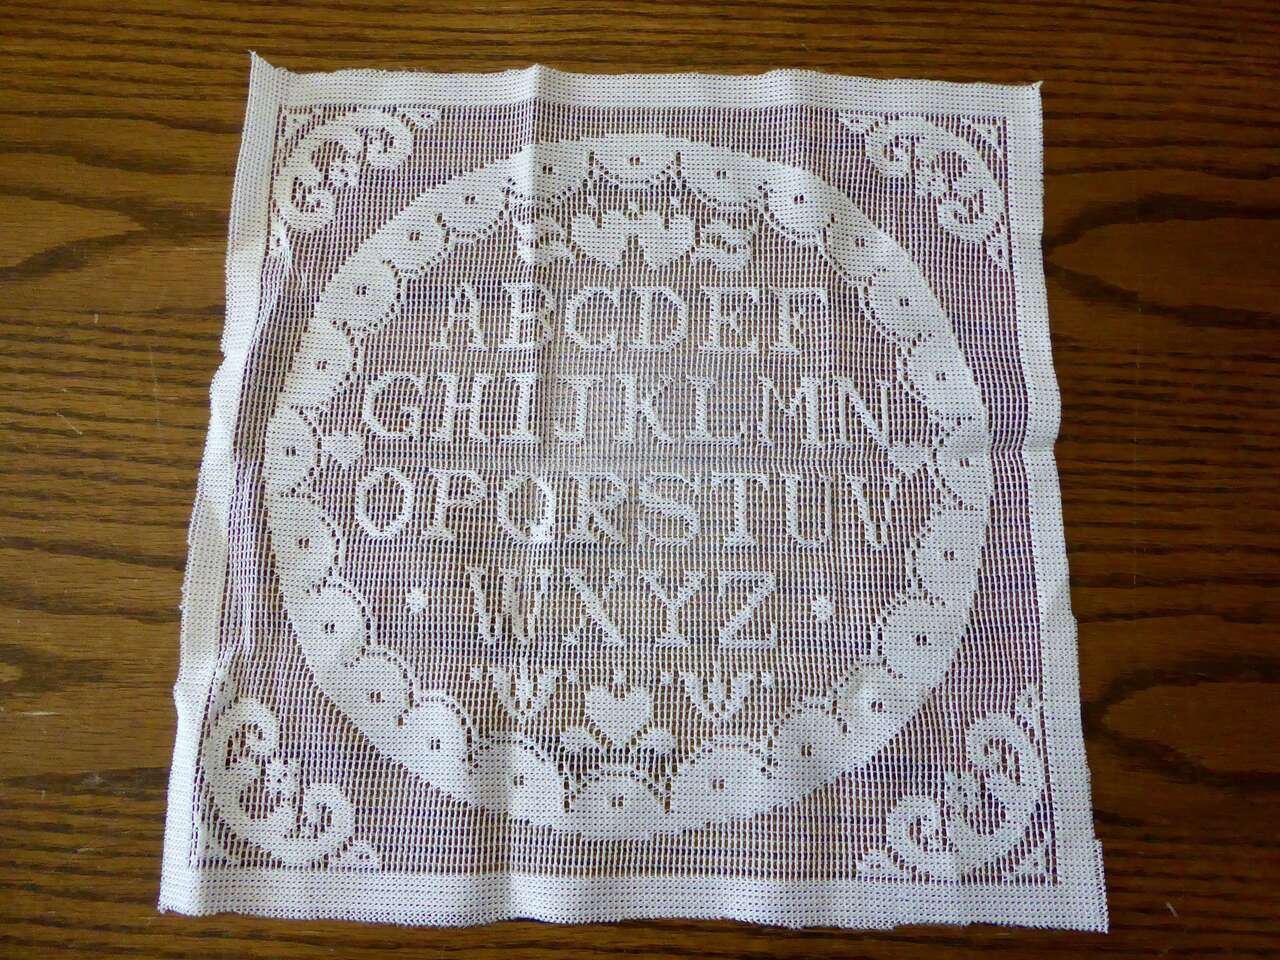 ABCDEF
GHIJKLMN
OPQRSTUV
WXYZ